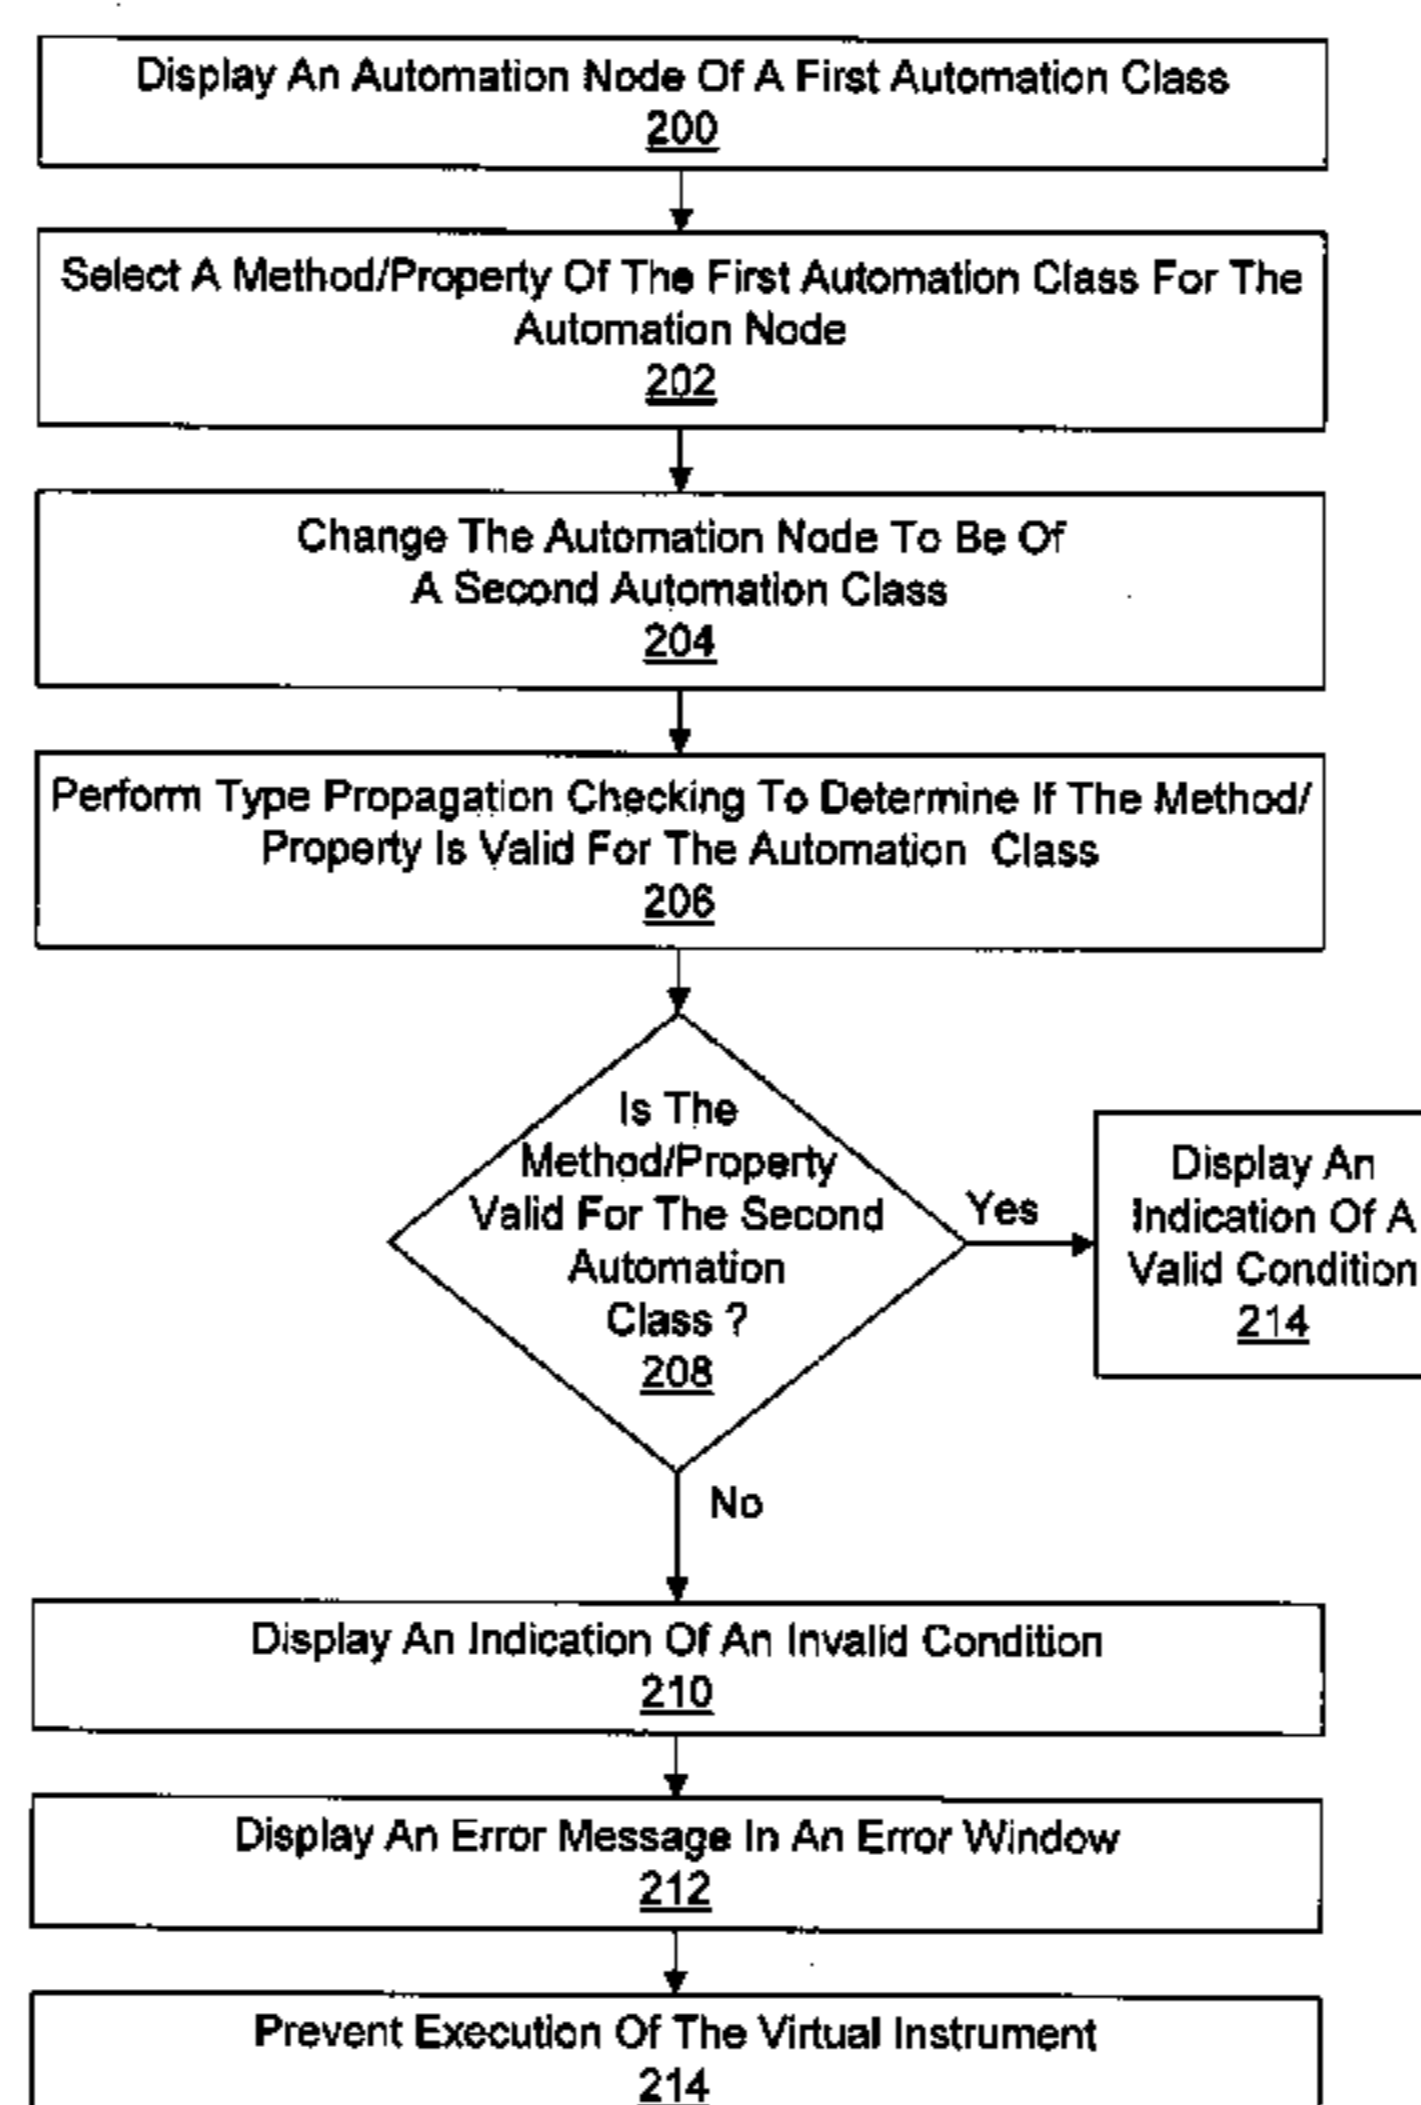 Display An Automation Node Of A First Automation Class
200
Select A Method/Property Of The First Automation Class For The
Automation Node
202
Change The Automation Node To Be Of
A Second Automation Class
204
Perform Type Propagation Checking To Determine If The Method/
Property Is Valid For The Automation Class
206
Is The
Method/Property
Valid For The Second
Automation
Class ?
208
Yes
Display An
Indication Of A
Valid Condition
214
No
Display An Indication Of An Invalid Condition
210
Display An Error Message In An Error Window
212
Prevent Execution Of The Virtual Instrument
214